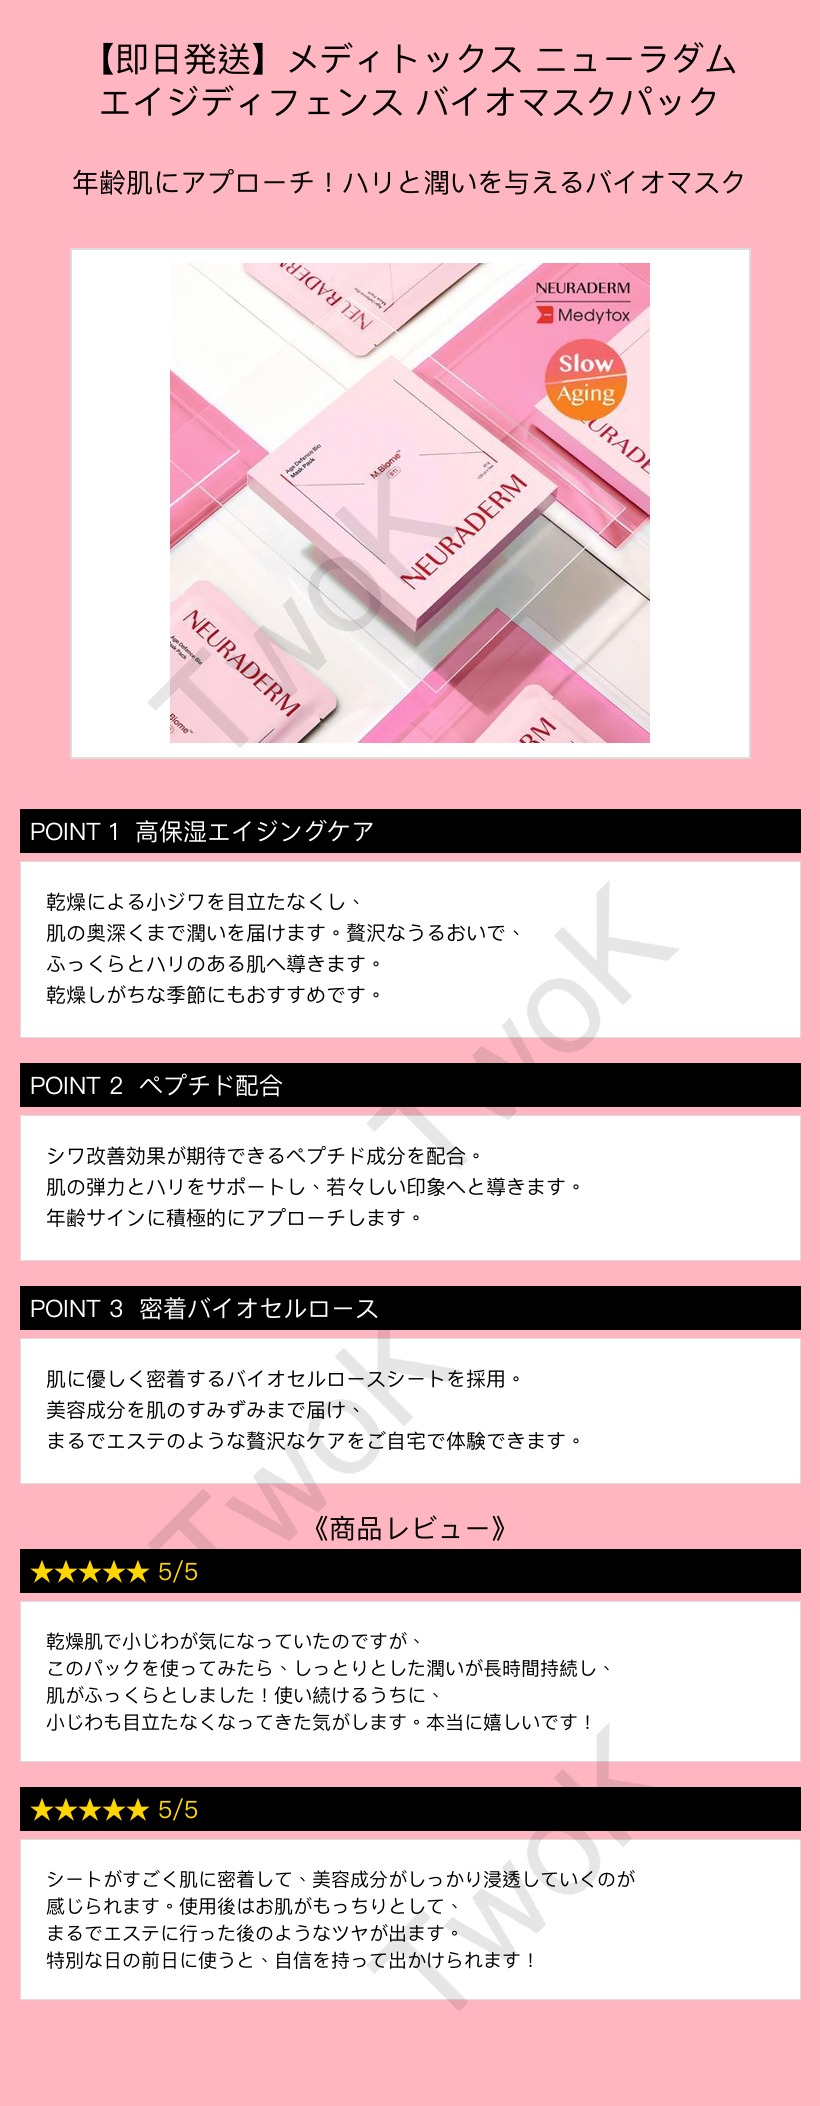 【即日発送】メディトックス ニューラダム
エイジディフェンス バイオマスクパック
年齢肌にアプローチ！ハリと潤いを与えるバイオマスク
NEURADERM
Medytox
Slow
Aging
NEURADERM
Age Defence Bio
Mask Pack
M.Biome™
BTI
NEURADERM
NEURADERM
Age Defence Bio
Mask Pack
Biome™
RM
TwoK
POINT 1 高保湿エイジングケア
乾燥による小ジワを目立たなくし、
肌の奥深くまで潤いを届けます。贅沢なうるおいで、
ふっくらとハリのある肌へ導きます。
乾燥しがちな季節にもおすすめです。
TwoK
POINT 2 ペプチド配合
シワ改善効果が期待できるペプチド成分を配合。
肌の弾力とハリをサポートし、若々しい印象へと導きます。
年齢サインに積極的にアプローチします。
POINT 3 密着バイオセルロース
肌に優しく密着するバイオセルロースシートを採用。
美容成分を肌のすみずみまで届け、
まるでエステのような贅沢なケアをご自宅で体験できます。
TwoK
《商品レビュー》
★★★★★ 5/5
乾燥肌で小じわが気になっていたのですが、
このパックを使ってみたら、しっとりとした潤いが長時間持続し、
肌がふっくらとしました！使い続けるうちに、
小じわも目立たなくなってきた気がします。本当に嬉しいです！
★★★★★ 5/5
シートがすごく肌に密着して、美容成分がしっかり浸透していくのが
感じられます。使用後はお肌がもっちりとして、
まるでエステに行った後のようなツヤが出ます。
特別な日の前日に使うと、自信を持って出かけられます！
TwoK